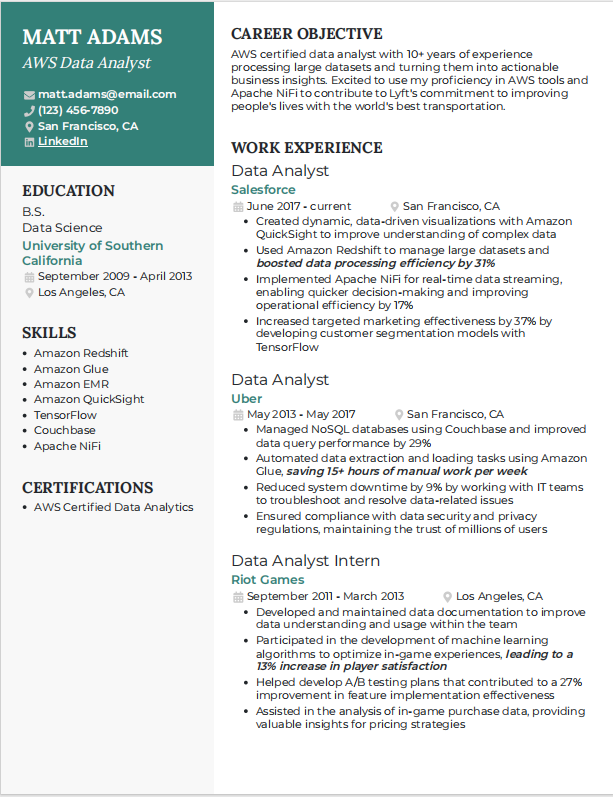 MATT ADAMS
AWS Data Analyst
matt.adams@email.com
(123) 456-7890
San Francisco, CA
LinkedIn
EDUCATION
B.S.
Data Science
University of Southern
California
September 2009 - April 2013
Los Angeles, CA
SKILLS
Amazon Redshift
Amazon Glue
Amazon EMR
Amazon QuickSight
TensorFlow
Couchbase
Apache NiFi
CERTIFICATIONS
AWS Certified Data Analytics
CAREER OBJECTIVE
AWS certified data analyst with 10+ years of experience
processing large datasets and turning them into actionable
business insights. Excited to use my proficiency in AWS tools and
Apache NiFi to contribute to Lyft's commitment to improving
people's lives with the world's best transportation.
WORK EXPERIENCE
Data Analyst
Salesforce
June 2017 - current San Francisco, CA
Created dynamic, data-driven visualizations with Amazon
QuickSight to improve understanding of complex data
Used Amazon Redshift to manage large datasets and
boosted data processing efficiency by 31%
Implemented Apache NiFi for real-time data streaming,
enabling quicker decision-making and improving
operational efficiency by 17%
Increased targeted marketing effectiveness by 37% by
developing customer segmentation models with
TensorFlow
Data Analyst
Uber
May 2013 - May 2017 San Francisco, CA
Managed NoSQL databases using Couchbase and improved
data query performance by 29%
Automated data extraction and loading tasks using Amazon
Glue, saving 15+ hours of manual work per week
Reduced system downtime by 9% by working with IT teams
to troubleshoot and resolve data-related issues
Ensured compliance with data security and privacy
regulations, maintaining the trust of millions of users
Data Analyst Intern
Riot Games
September 2011 - March 2013 Los Angeles, CA
Developed and maintained data documentation to improve
data understanding and usage within the team
Participated in the development of machine learning
algorithms to optimize in-game experiences, leading to a
13% increase in player satisfaction
Helped develop A/B testing plans that contributed to a 27%
improvement in feature implementation effectiveness
Assisted in the analysis of in-game purchase data, providing
valuable insights for pricing strategies